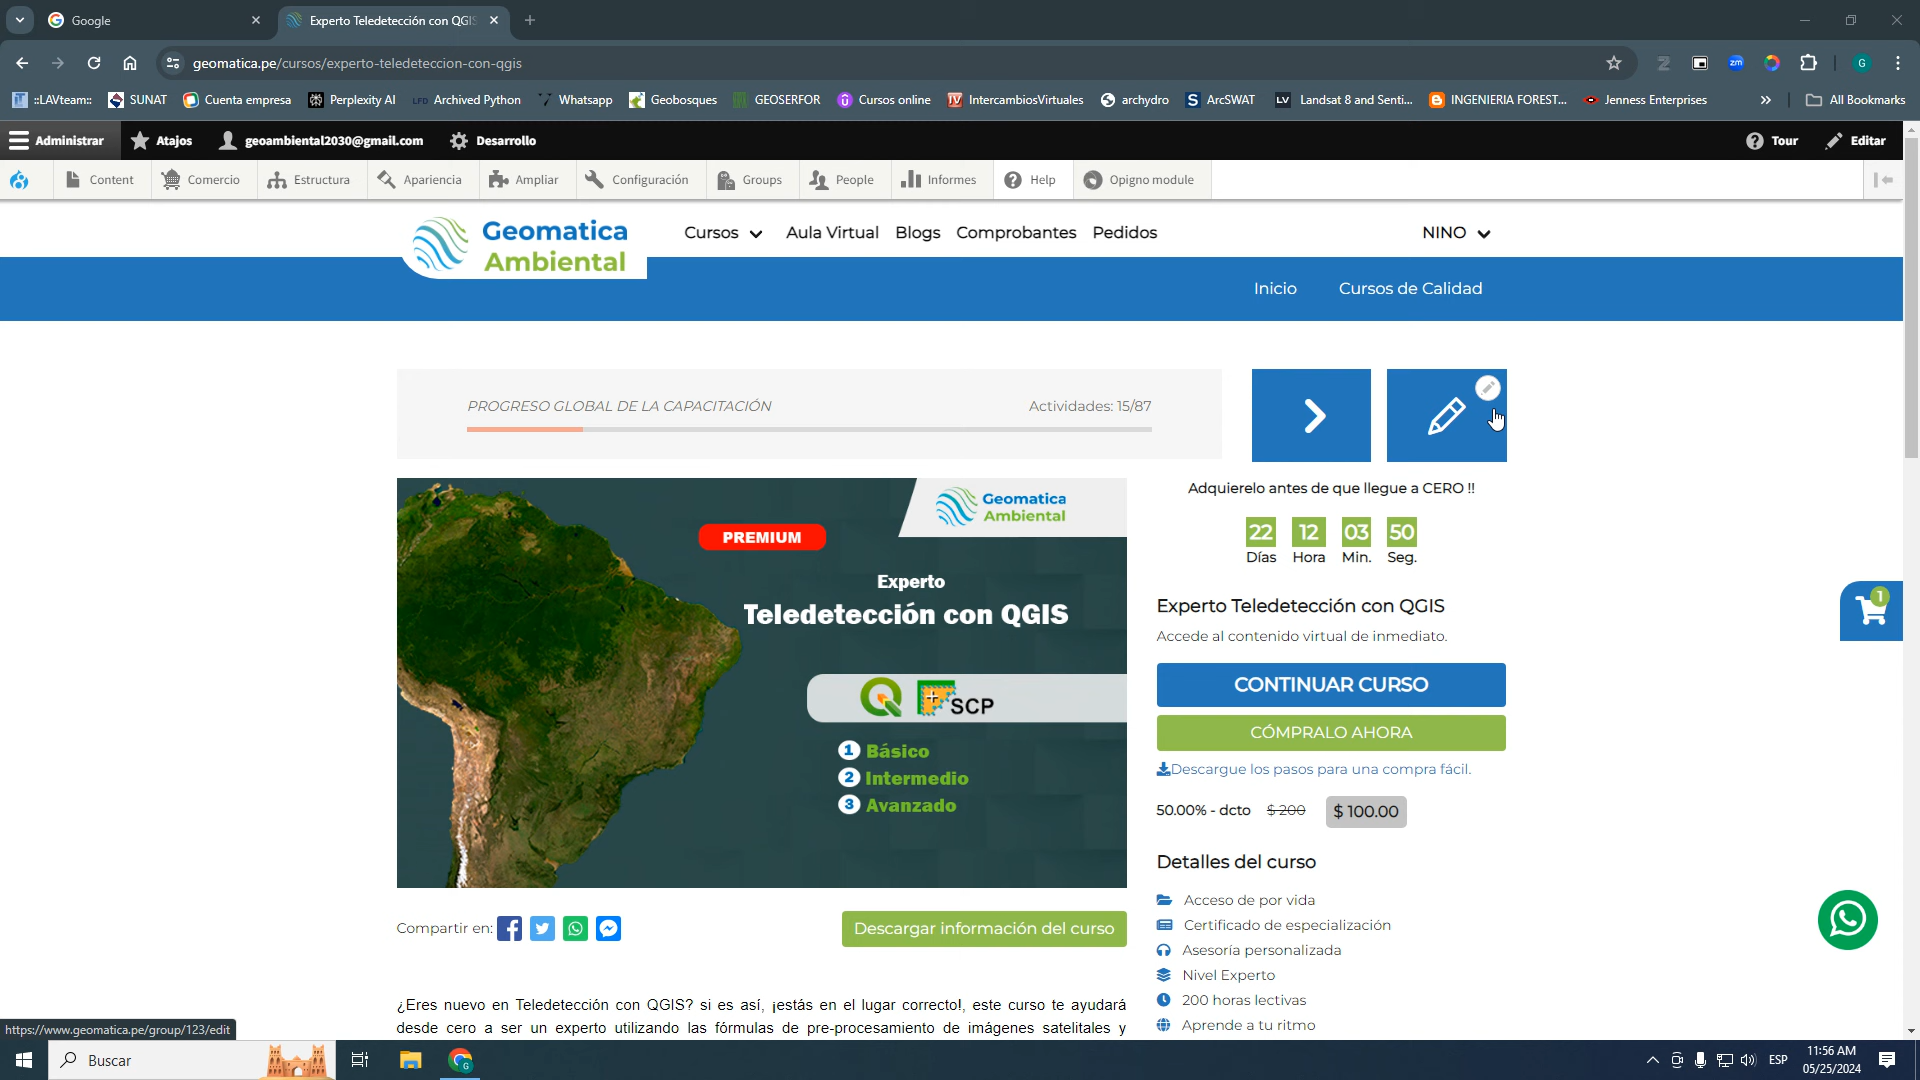 Google
Experto Teledetección con QGIS
geomatica.pe/cursos/experto-teledeteccion-con-qgis
zm
G
::LAVteam::
SUNAT
Cuenta empresa
Perplexity AI
LFD Archived Python
Whatsapp
Geobosques
GEOSERFOR
Cursos online
IntercambiosVirtuales
archydro
ArcSWAT
LV Landsat 8 and Senti...
INGENIERIA FOREST...
Jenness Enterprises
»
All Bookmarks
Administrar
Atajos
geoambiental2030@gmail.com
Desarrollo
Tour
Editar
Content
Comercio
Estructura
Apariencia
Ampliar
Configuración
Groups
People
Informes
Help
Opigno module
Geomatica
Ambiental
Cursos
Aula Virtual
Blogs
Comprobantes
Pedidos
NINO
Inicio
Cursos de Calidad
PROGRESO GLOBAL DE LA CAPACITACIÓN
Actividades: 15/87
Geomatica
Ambiental
PREMIUM
Experto
Teledetección con QGIS
SCP
1 Básico
2 Intermedio
3 Avanzado
Adquierelo antes de que llegue a CERO !!
22 12 03 50
Días Hora Min. Seg.
1
Experto Teledetección con QGIS
Accede al contenido virtual de inmediato.
CONTINUAR CURSO
CÓMPRALO AHORA
Descargue los pasos para una compra fácil.
50.00% - dcto $ 200 $ 100.00
Detalles del curso
Acceso de por vida
Certificado de especialización
Asesoría personalizada
Nivel Experto
200 horas lectivas
Aprende a tu ritmo
Compartir en:
Descargar información del curso
¿Eres nuevo en Teledetección con QGIS? si es así, ¡estás en el lugar correcto!, este curso te ayudará
desde cero a ser un experto utilizando las fórmulas de pre-procesamiento de imágenes satelitales y
https://www.geomatica.pe/group/123/edit
Buscar
ESP
11:56 AM
05/25/2024